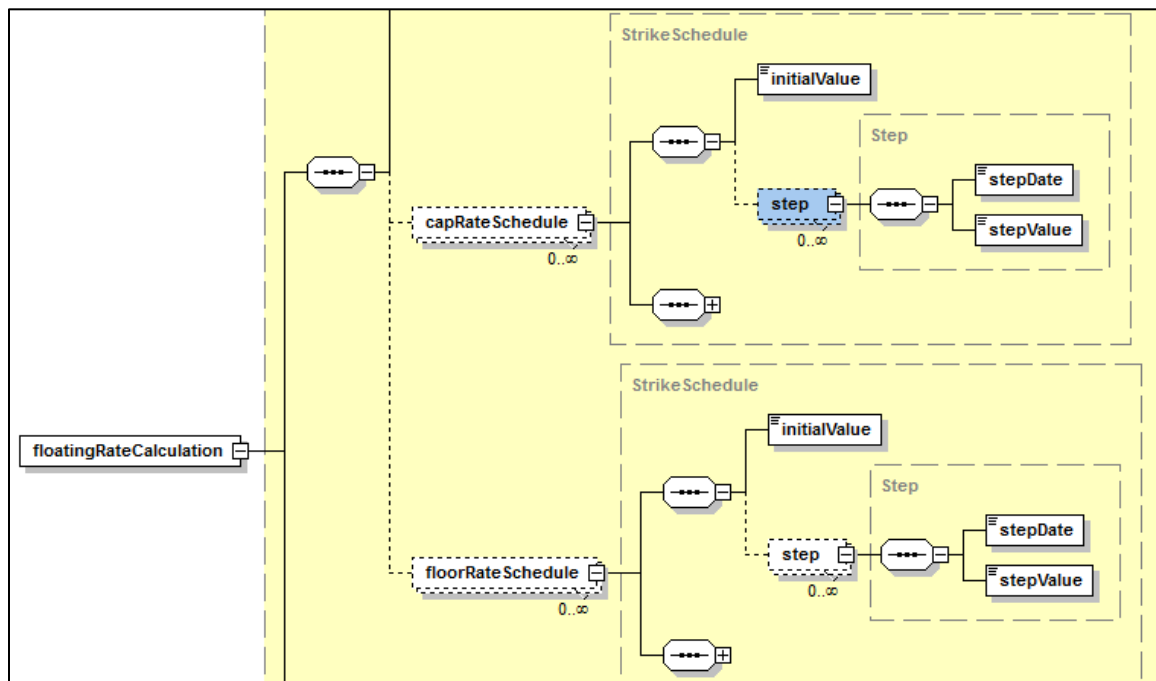 StrikeSchedule
initialValue
Step
stepDate
step
stepValue
0..∞
capRateSchedule
0..∞
StrikeSchedule
initialValue
floatingRateCalculation
Step
stepDate
step
stepValue
0..∞
floorRateSchedule
0..∞